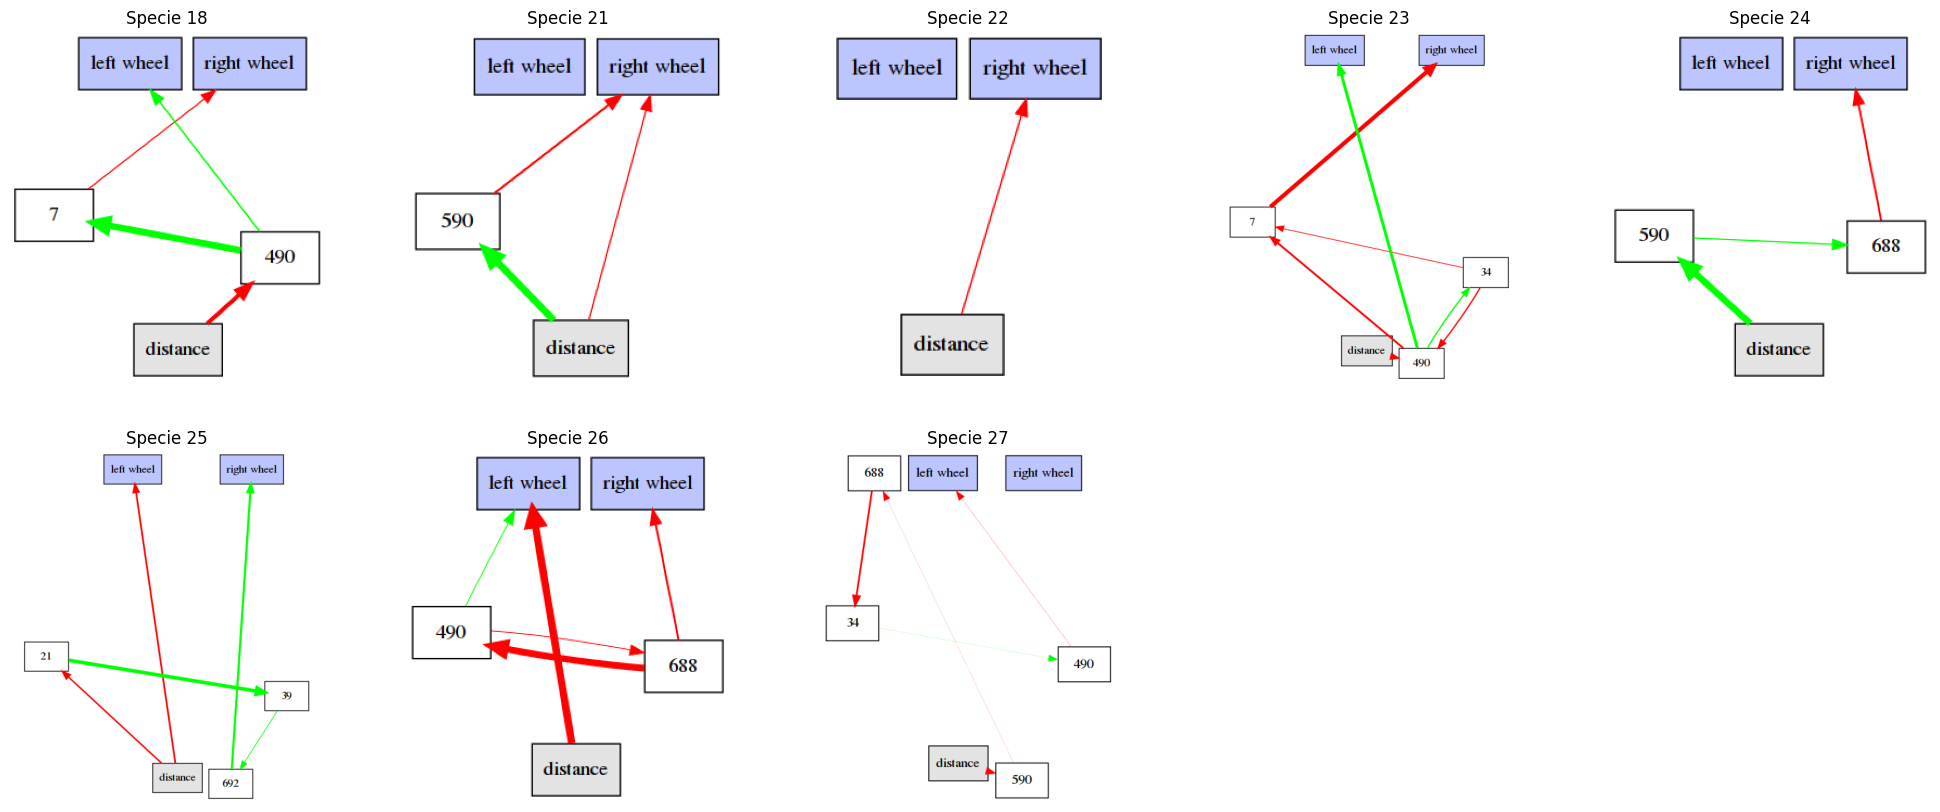 Specie 18
left wheel
right wheel
7
490
distance
Specie 21
left wheel
right wheel
590
distance
Specie 22
left wheel
right wheel
distance
Specie 23
left wheel
right wheel
7
34
distance
490
Specie 24
left wheel
right wheel
590
688
distance
Specie 25
left wheel
right wheel
21
39
distance
692
Specie 26
left wheel
right wheel
490
688
distance
Specie 27
688
left wheel
right wheel
34
490
distance
590